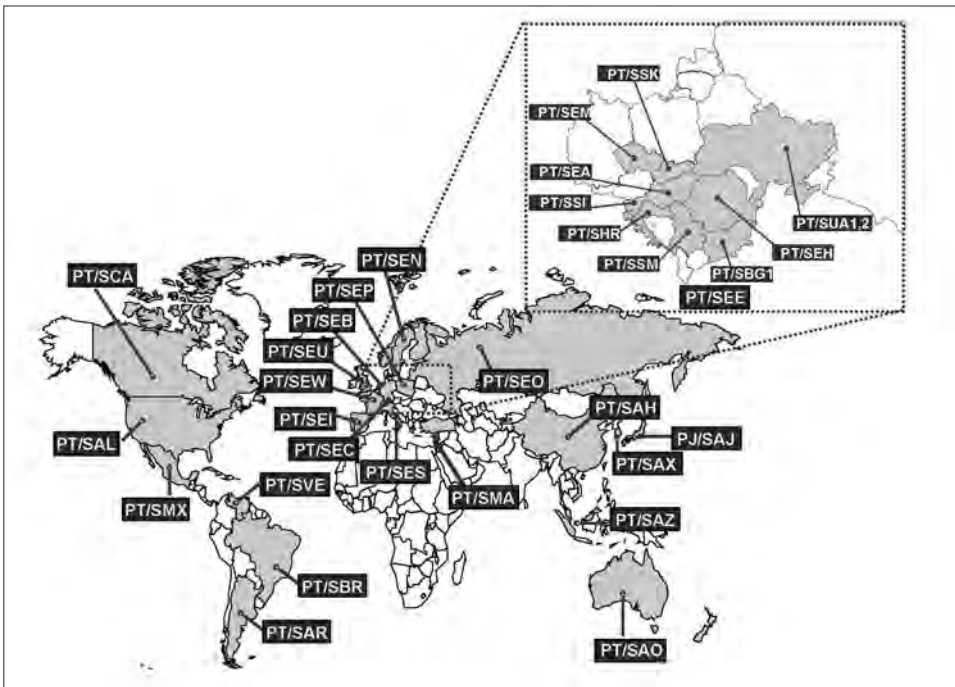 PT/SSK
PT/SEM
PT/SEA
PT/SSI
PT/SHR
PT/SSM
PT/SUA1,2
PT/SEH
PT/SBG1
PT/SEE
PT/SEN
PT/SCA
PT/SEP
PT/SEB
PT/SEU
PT/SEW
PT/SEO
PT/SEI
PT/SAH
PT/SAL
PJ/SAJ
PT/SEC
PT/SAX
PT/SES
PT/SVE
PT/SMA
PT/SMX
PT/SAZ
PT/SBR
PT/SAR
PT/SAO